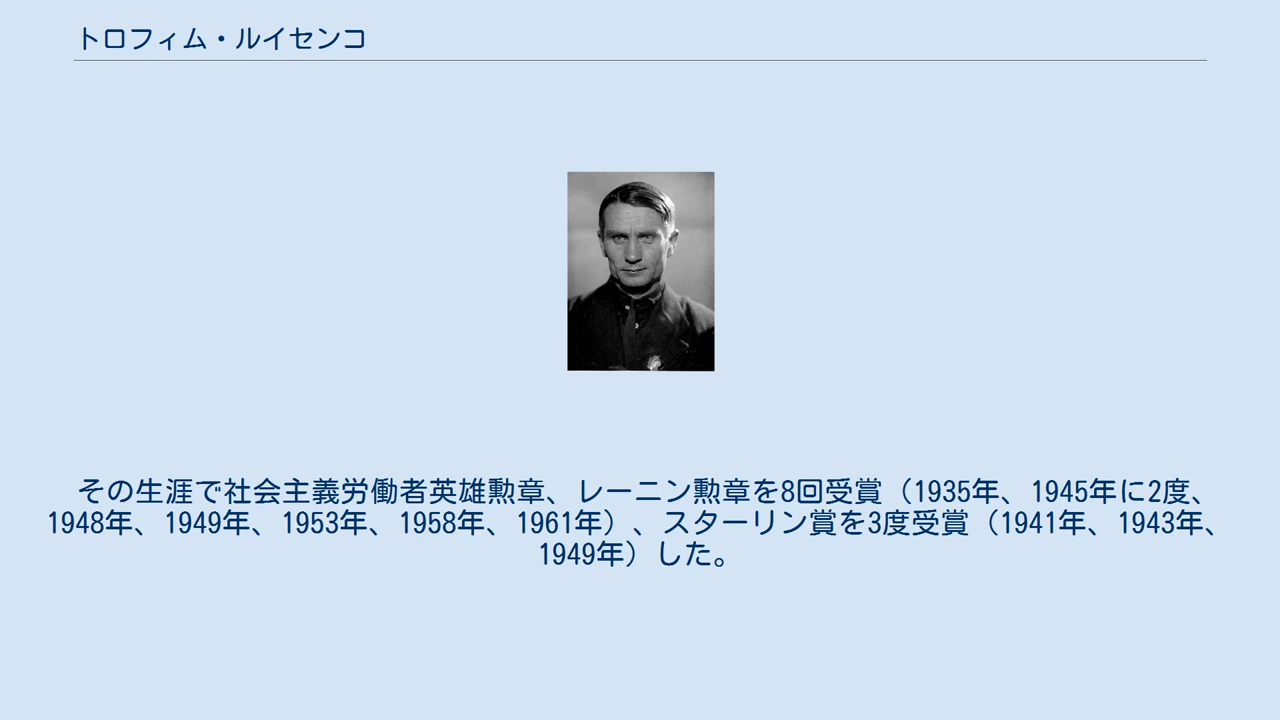 トロフィム・ルイセンコ
その生涯で社会主義労働者英雄勲章、レーニン勲章を8回受賞（1935年、1945年に2度、
1948年、1949年、1953年、1958年、1961年）、スターリン賞を3度受賞（1941年、1943年、
1949年）した。